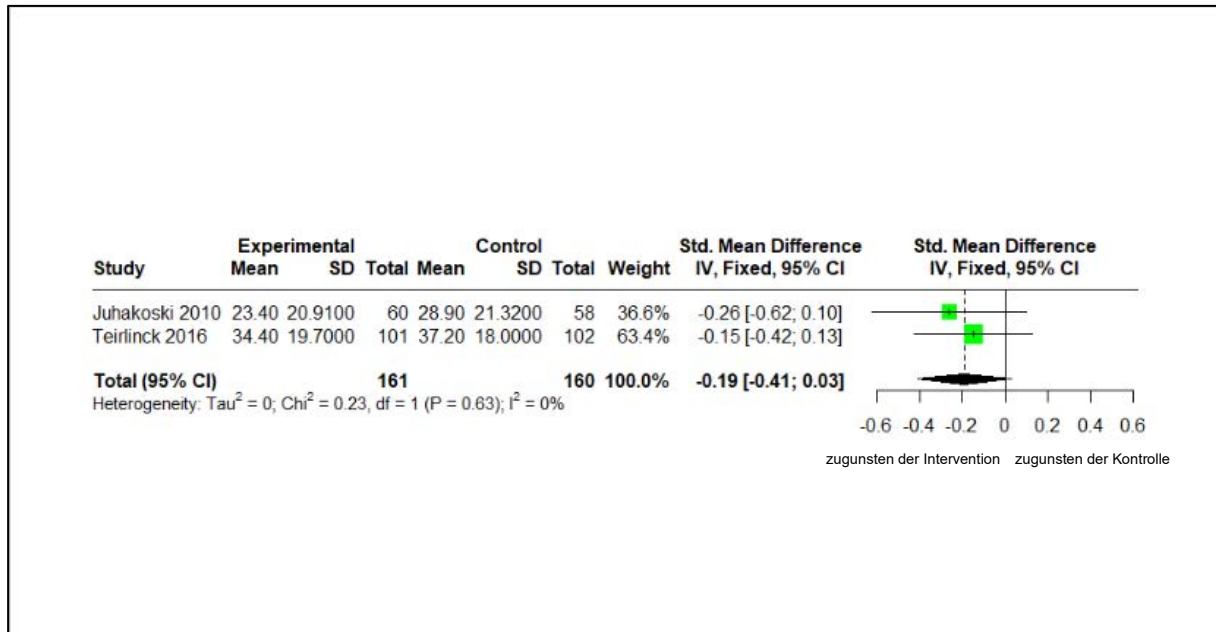 Experimental Control Std. Mean Difference Std. Mean Difference
Study Mean SD Total Mean SD Total Weight IV, Fixed, 95% CI IV, Fixed, 95% CI
Juhakoski 2010 23.40 20.9100 60 28.90 21.3200 58 36.6% -0.26 [-0.62; 0.10]
Teirlinck 2016 34.40 19.7000 101 37.20 18.0000 102 63.4% -0.15 [-0.42; 0.13]
Total (95% CI) 161 160 100.0% -0.19 [-0.41; 0.03]
Heterogeneity: Tau² = 0; Chi² = 0.23, df = 1 (P = 0.63); I² = 0%
-0.6 -0.4 -0.2 0 0.2 0.4 0.6
zugunsten der Intervention zugunsten der Kontrolle